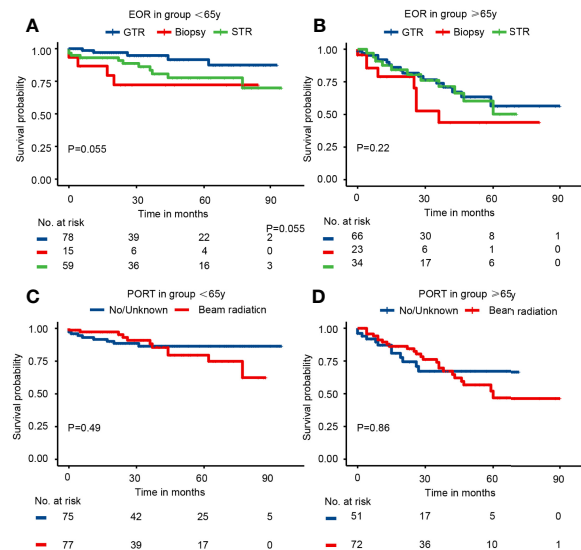 A
EOR in group <65y
GTR Biopsy STR
Survival probability
1.00
0.75
0.50
0.25
0.00
P=0.055
0 30 60 90
Time in months
P=0.055
No. at risk
78 39 22 2
15 6 4 0
59 36 16 3
B
EOR in group ⩾65y
GTR Biopsy STR
Survival probability
1.00
0.75
0.50
0.25
0.00
P=0.22
0 30 60 90
Time in months
No. at risk
66 30 8 1
23 6 1 0
34 17 6 0
C
PORT in group <65y
No/Unknown Beam radiation
Survival probability
1.00
0.75
0.50
0.25
0.00
P=0.49
0 30 60 90
Time in months
No. at risk
75 42 25 5
77 39 17 0
D
PORT in group ⩾65y
No/Unknown Beam radiation
Survival probability
1.00
0.75
0.50
0.25
0.00
P=0.86
0 30 60 90
Time in months
No. at risk
51 17 5 0
72 36 10 1